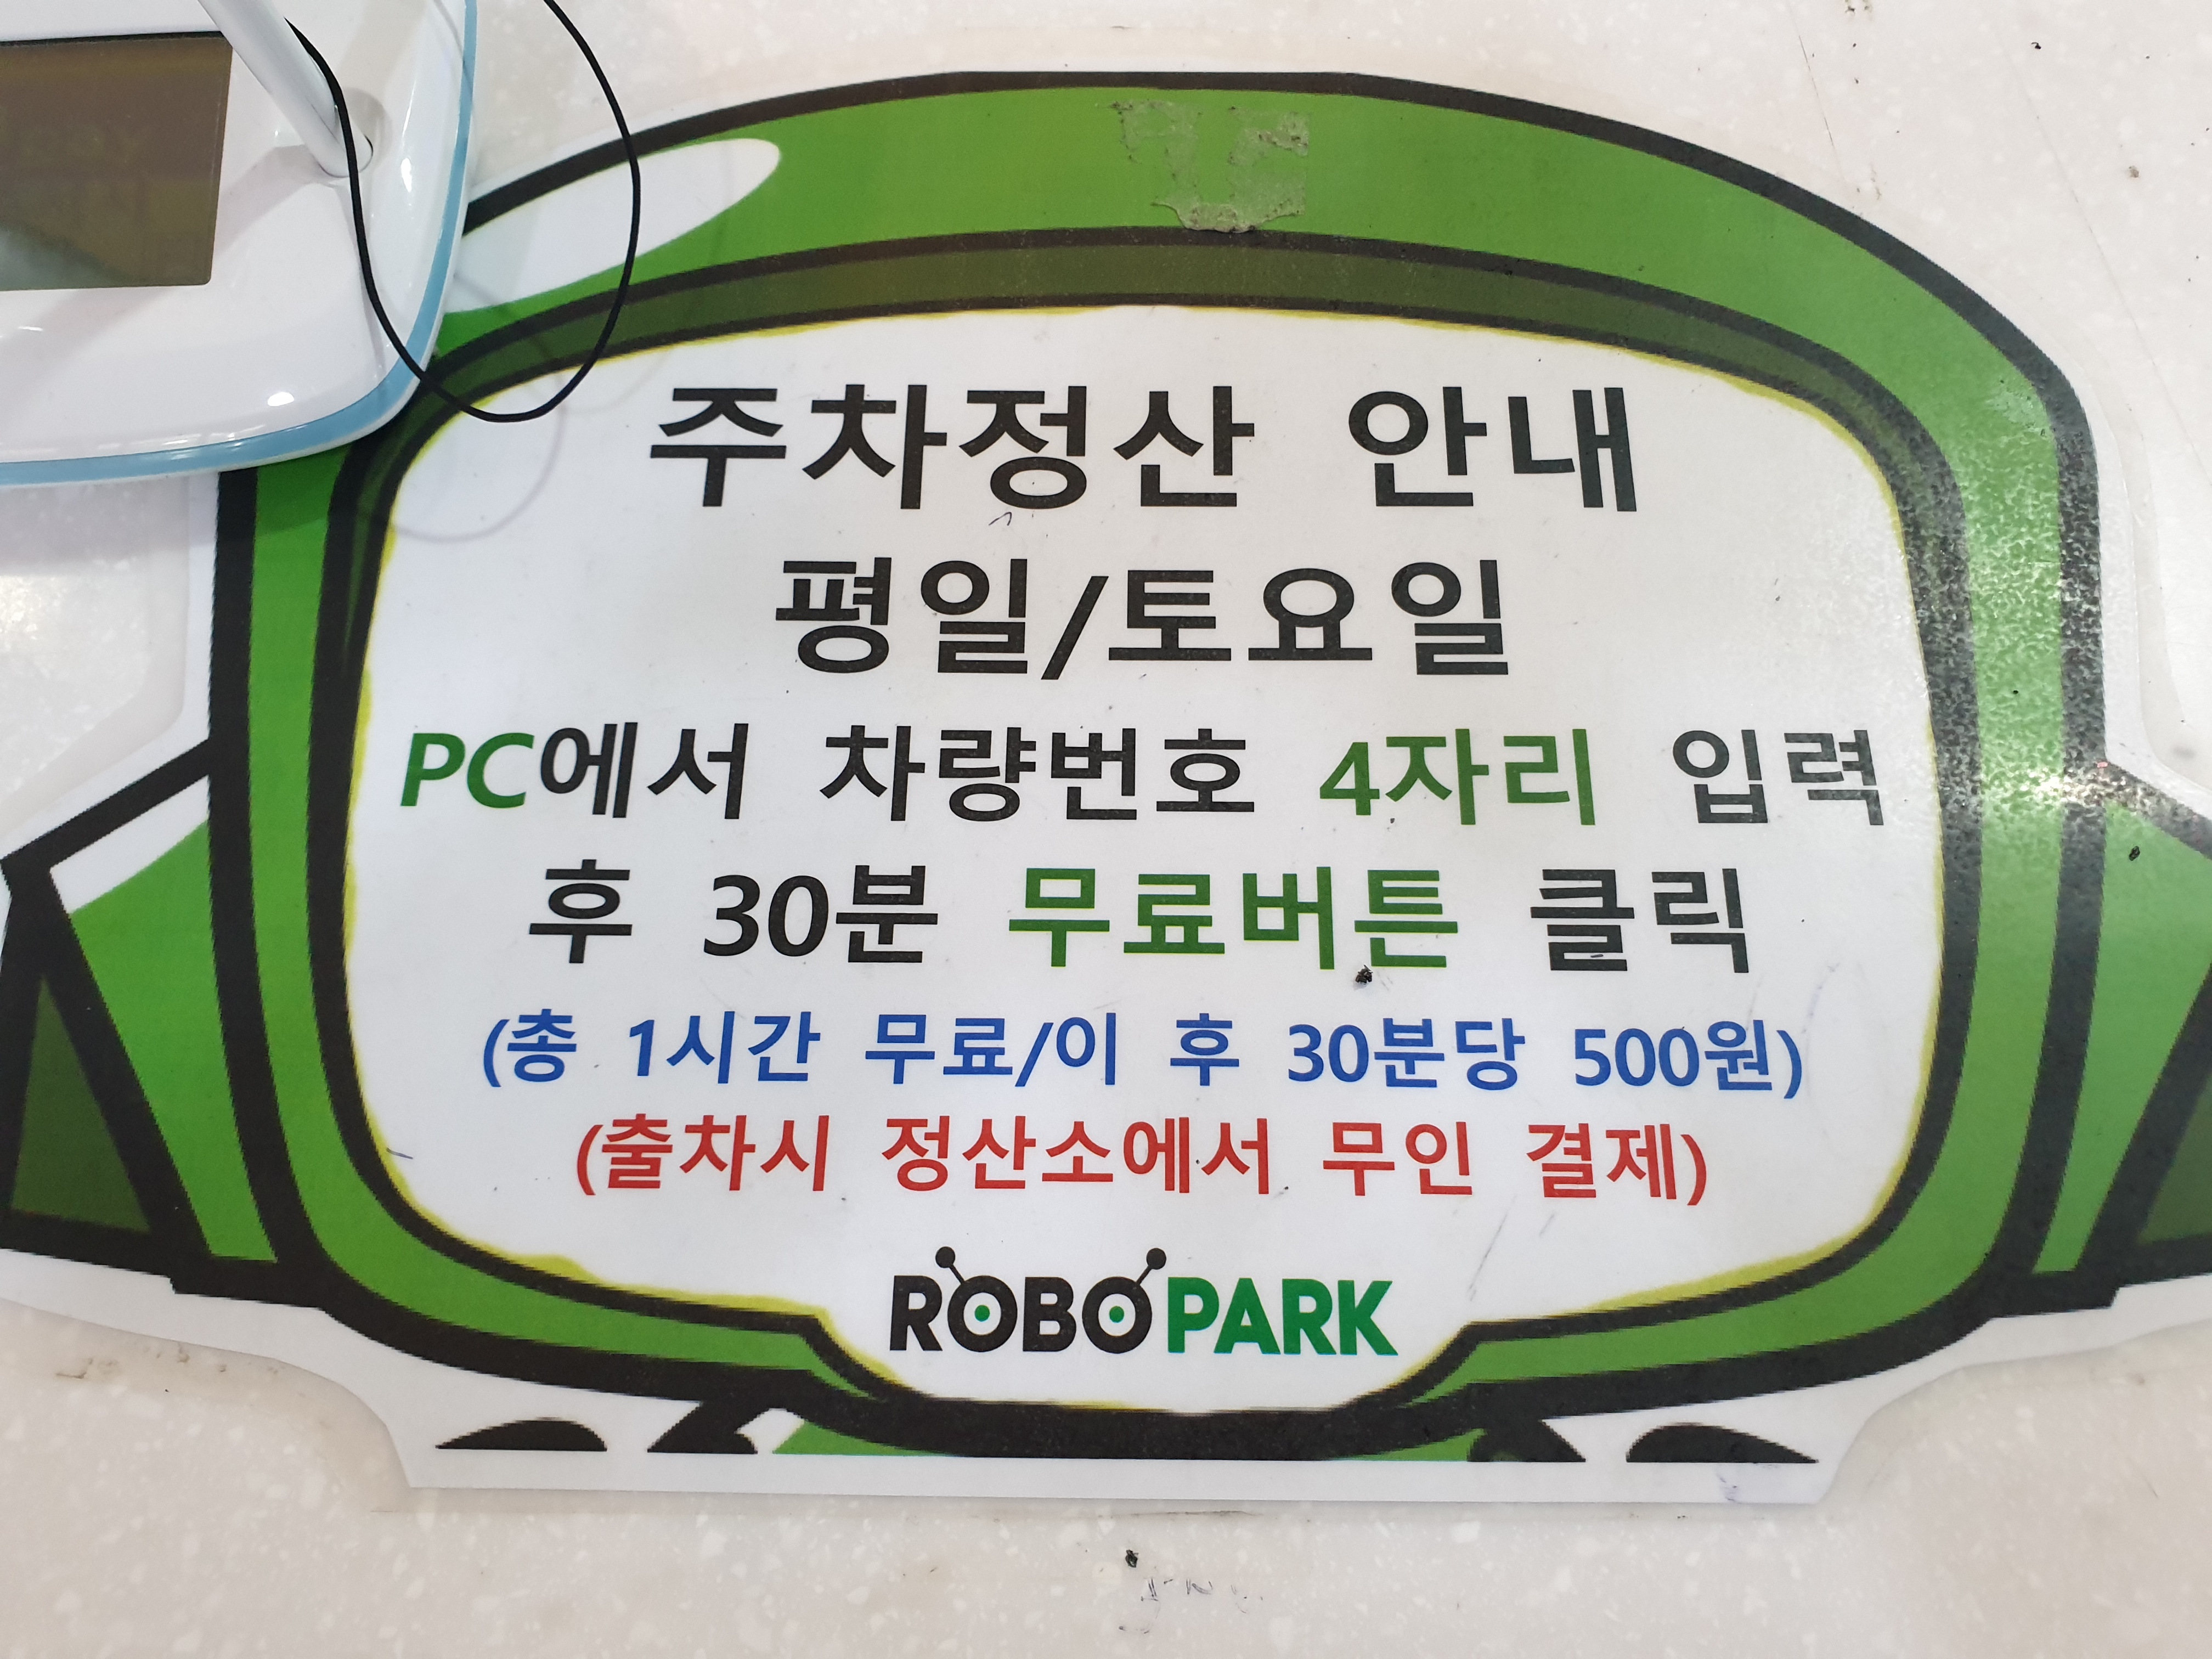 주차정산 안내
평일/토요일
PC에서 차량번호 4자리 입력
후 30분 무료버튼 클릭
(총 1시간 무료/이 후 30분당 500원)
(출차시 정산소에서 무인 결제)
ROBO PARK